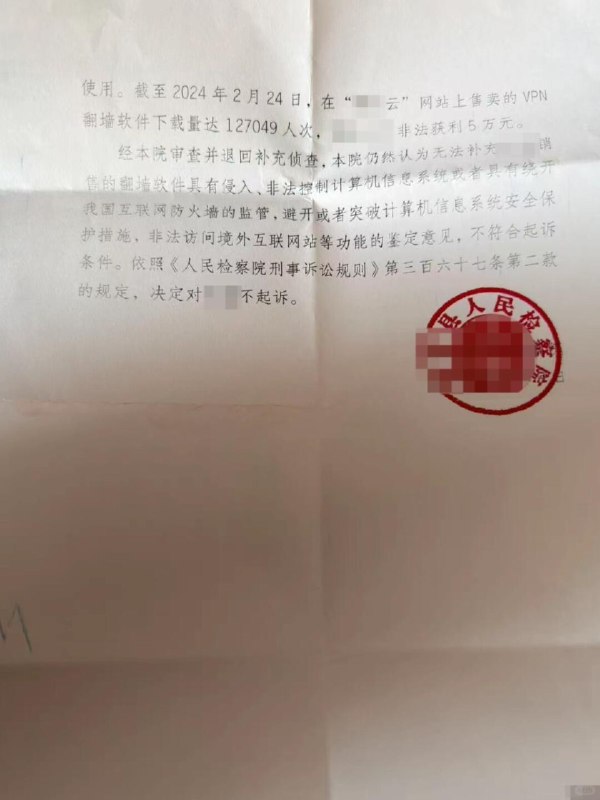 使用。截至2024年2月24日，在“云”网站上售卖的VPN
翻墙软件下载量达127049人次，非法获利5万元。
经本院审查并退回补充侦查，本院仍然认为无法补充销
售的翻墙软件具有侵入、非法控制计算机信息系统或者具有绕开
我国互联网防火墙的监管，避开或者突破计算机信息系统安全保
护措施、非法访问境外互联网站等功能的鉴定意见，不符合起诉
条件。依照《人民检察院刑事诉讼规则》第三百六十七条第二款
的规定，决定对不起诉。
县人民检察院
日